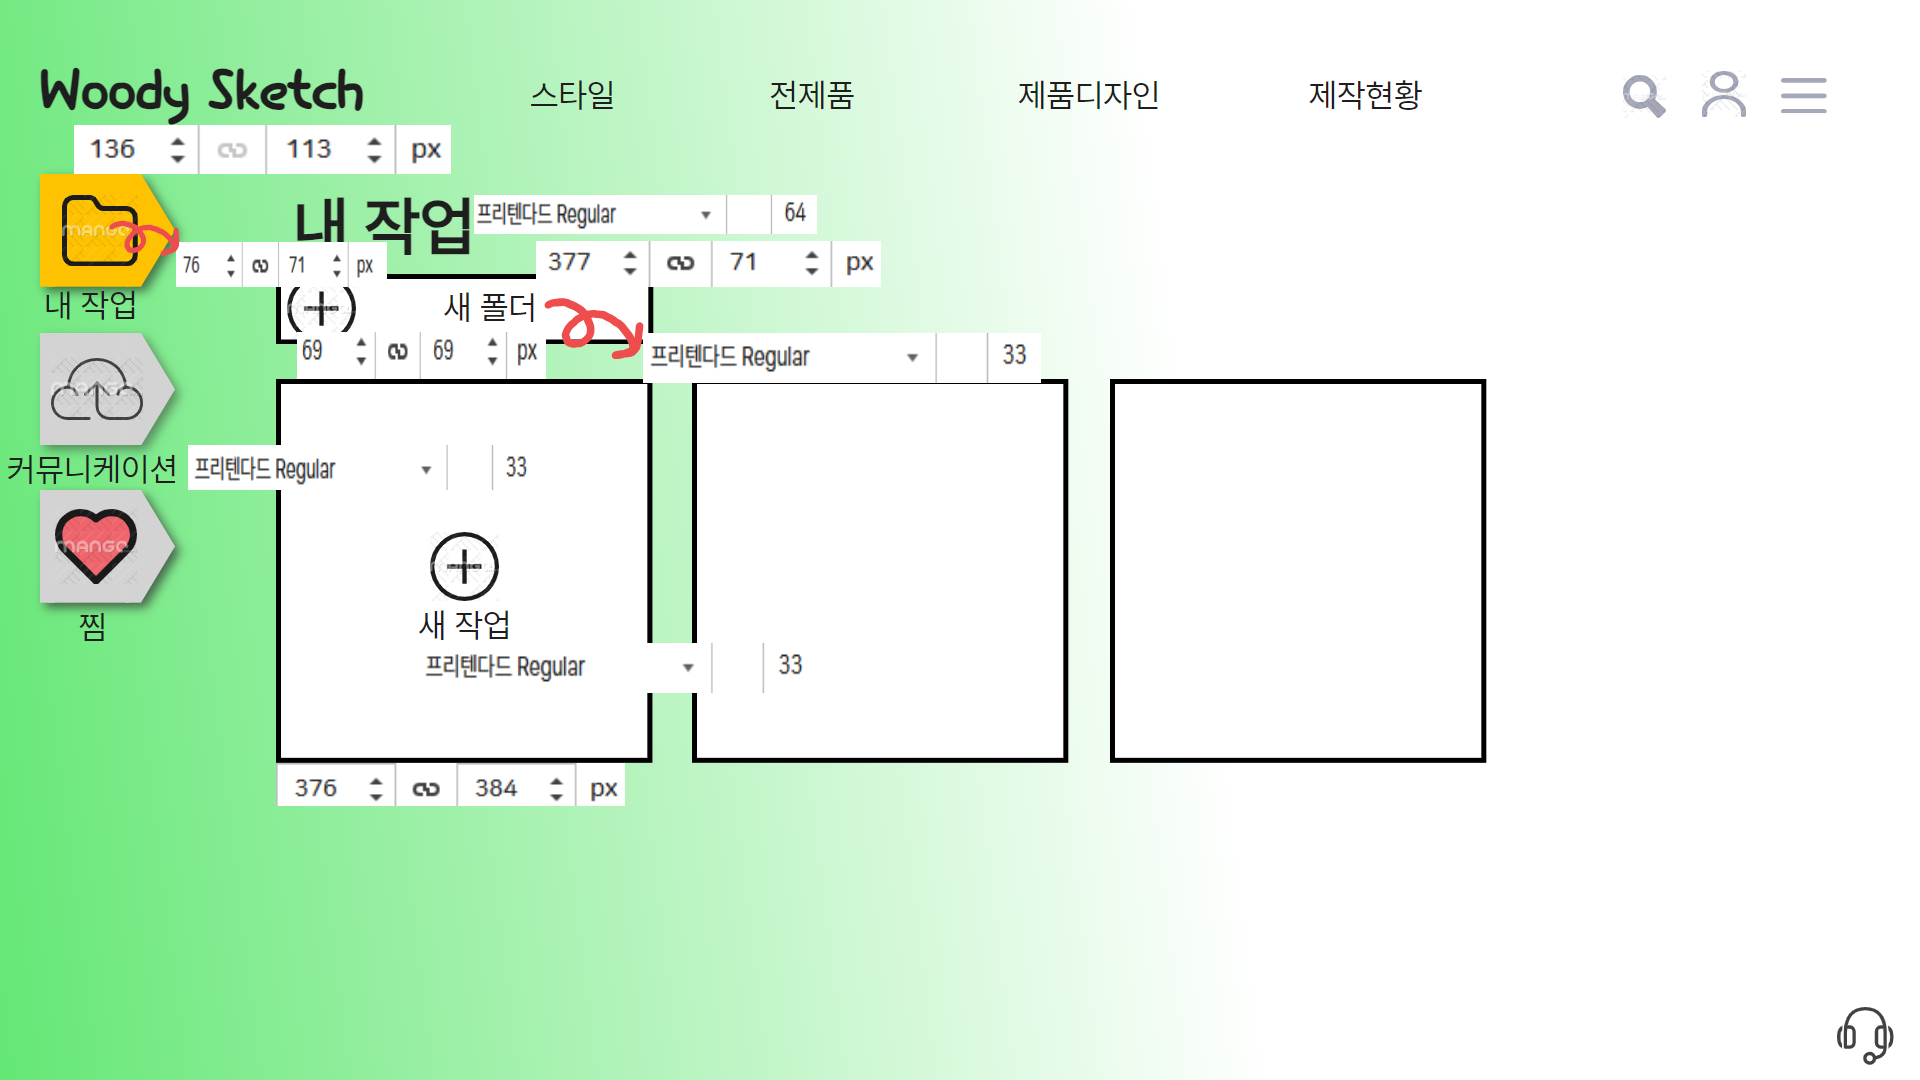 Woody Sketch
스타일
전제품
제품디자인
제작현황
136 113 px
내 작업
프리텐다드 Regular 64
76 71 px
377 71 px
내 작업
새 폴더
69 69 px
프리텐다드 Regular 33
커뮤니케이션
프리텐다드 Regular 33
찜
새 작업
프리텐다드 Regular 33
376 384 px